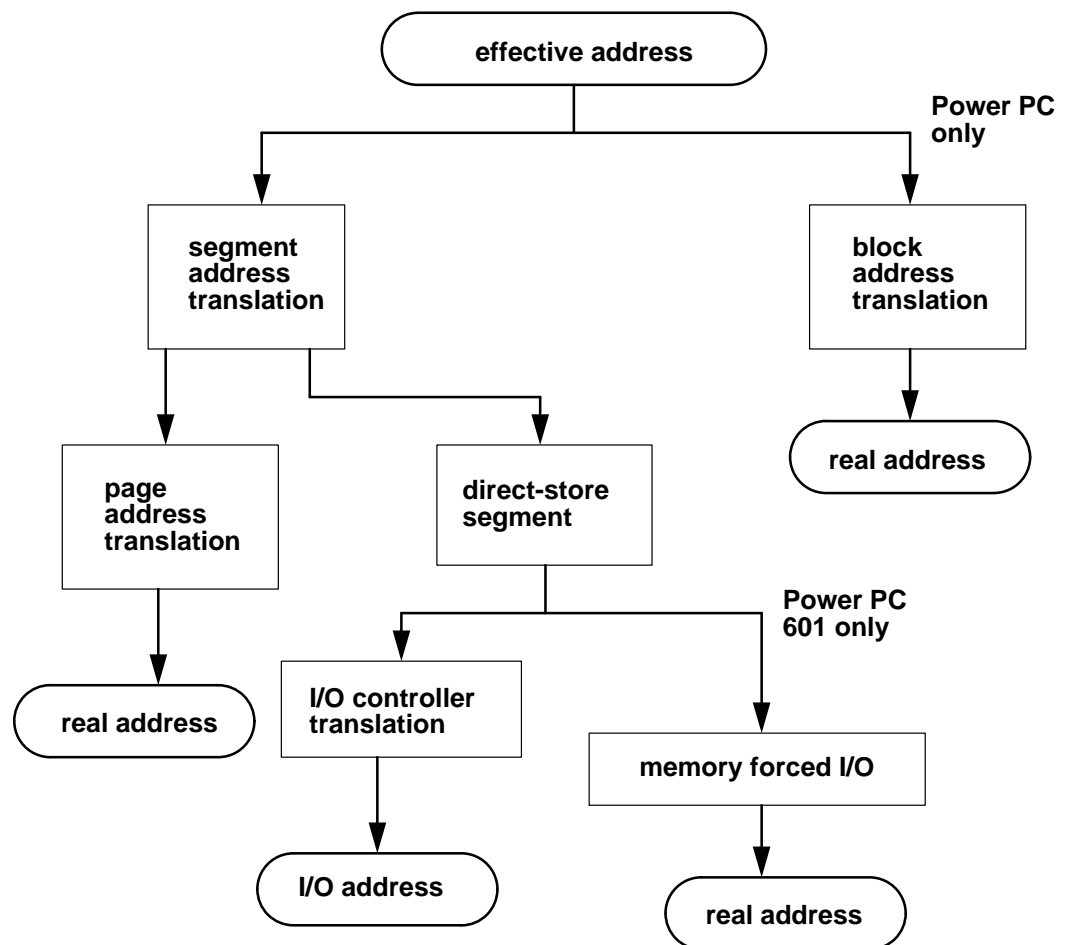 effective address
Power PC
only
segment
address
translation
block
address
translation
real address
page
address
translation
direct-store
segment
Power PC
601 only
real address
I/O controller
translation
memory forced I/O
I/O address
real address